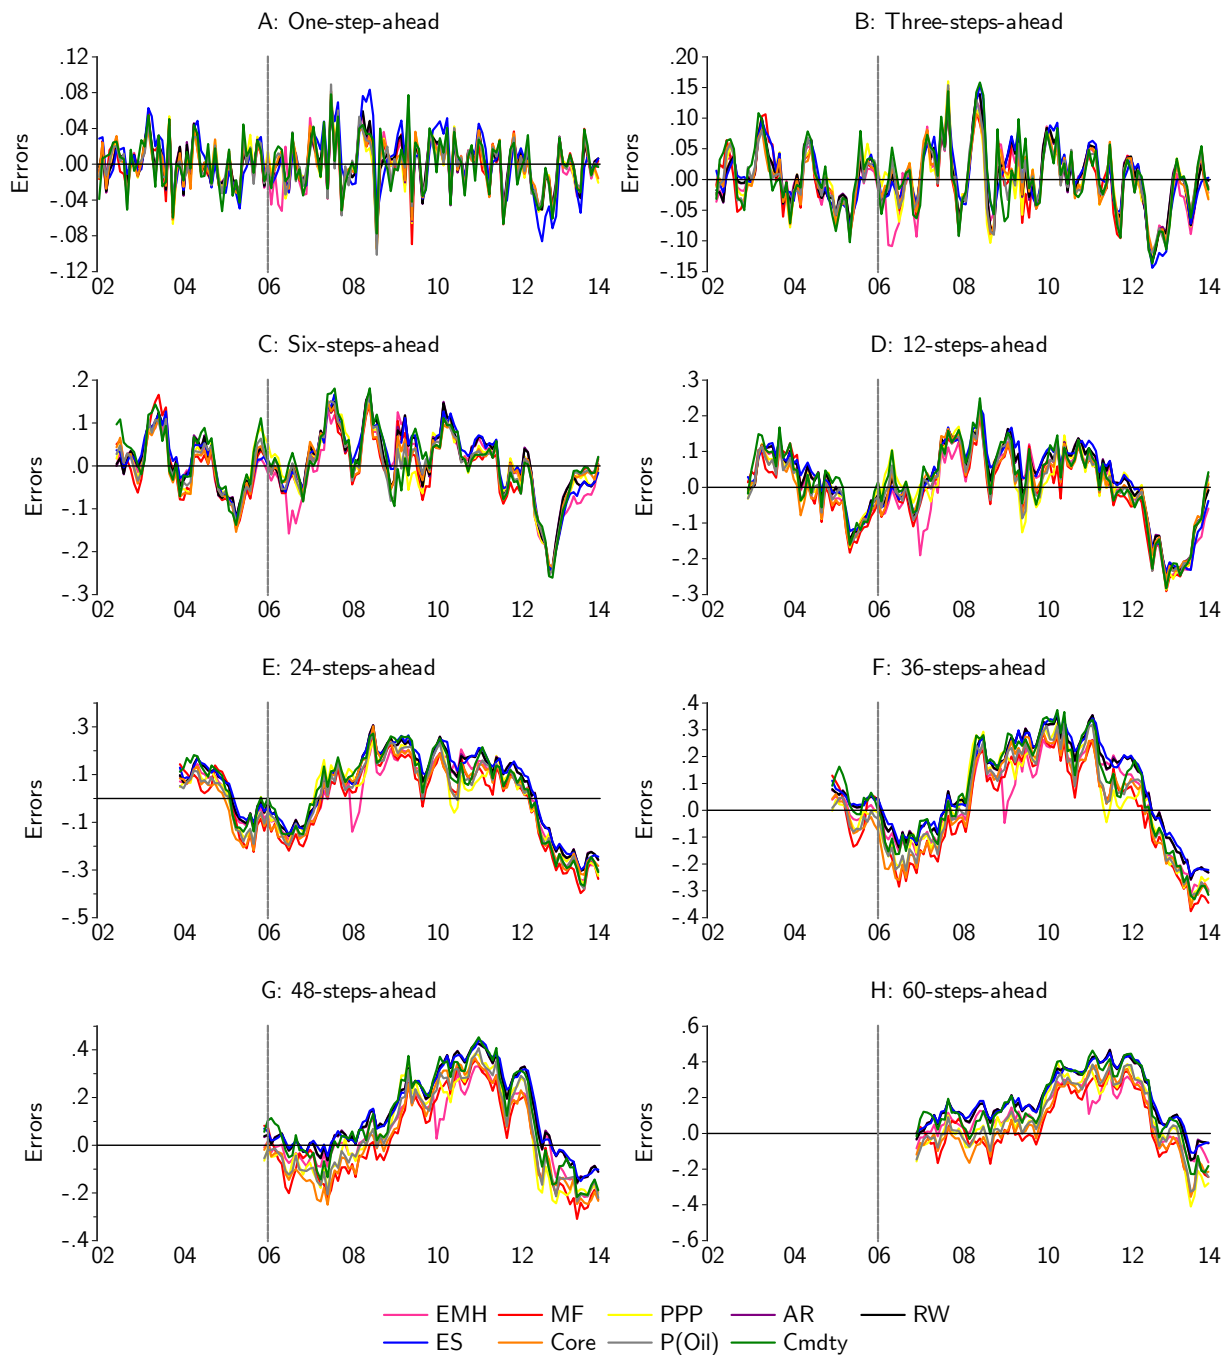 A: One-step-ahead
.12
.08
.04
.00
-.04
-.08
-.12
Errors
02 04 06 08 10 12 14
B: Three-steps-ahead
.20
.15
.10
.05
.00
-.05
-.10
-.15
Errors
02 04 06 08 10 12 14
C: Six-steps-ahead
.2
.1
.0
-.1
-.2
-.3
Errors
02 04 06 08 10 12 14
D: 12-steps-ahead
.3
.2
.1
.0
-.1
-.2
-.3
Errors
02 04 06 08 10 12 14
E: 24-steps-ahead
.3
.1
-.1
-.3
-.5
Errors
02 04 06 08 10 12 14
F: 36-steps-ahead
.4
.3
.2
.1
.0
-.1
-.2
-.3
-.4
Errors
02 04 06 08 10 12 14
G: 48-steps-ahead
.4
.2
.0
-.2
-.4
Errors
02 04 06 08 10 12 14
H: 60-steps-ahead
.6
.4
.2
.0
-.2
-.4
-.6
Errors
02 04 06 08 10 12 14
EMH MF PPP AR RW
ES Core P(Oil) Cmdty